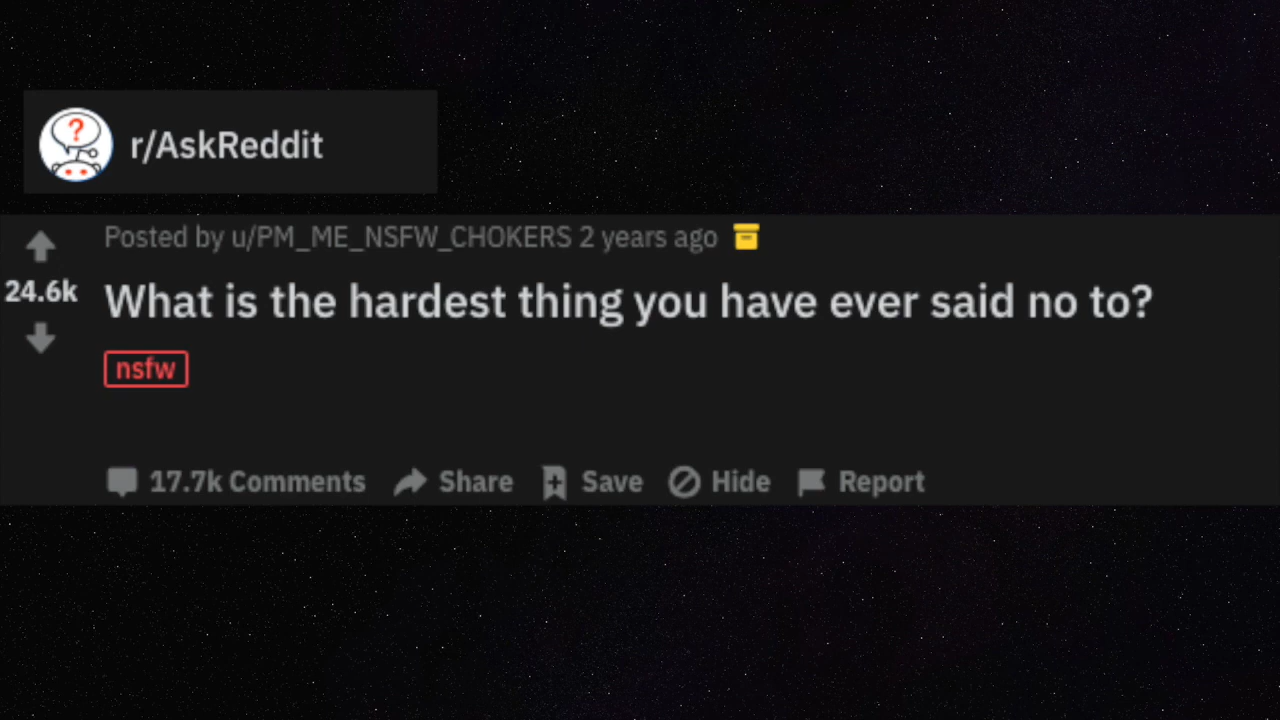 r/AskReddit
Posted by u/PM_ME_NSFW_CHOKERS 2 years ago
24.6k
What is the hardest thing you have ever said no to?
nsfw
17.7k Comments Share Save Hide Report